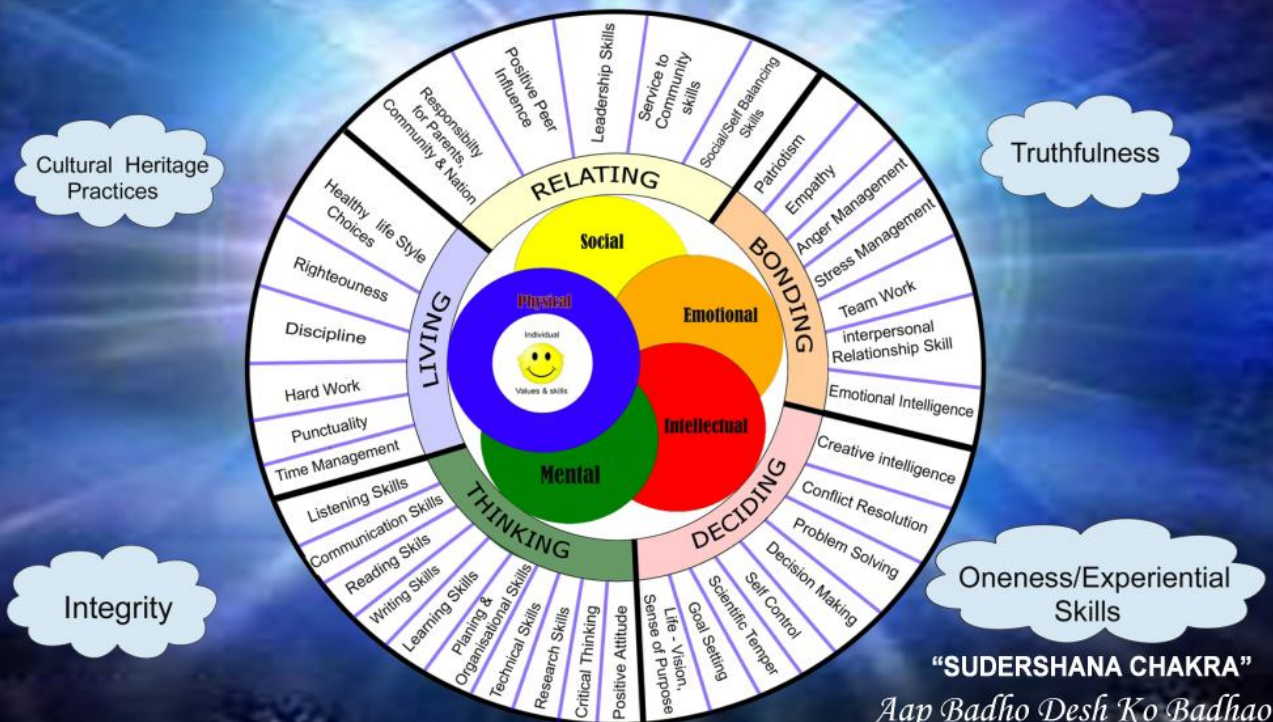 Cultural Heritage
Practices
Truthfulness
Integrity
Oneness/Experiential
Skills
RELATING
Responsibilty
for Parents,
Community & Nation
Positive Peer
Influence
Leadership Skills
Service to
Community
skills
Social/Self Balancing
Skills
BONDING
Patriotism
Empathy
Anger Management
Stress Management
Team Work
interpersonal
Relationship Skill
Emotional Intelligence
DECIDING
Creative intelligence
Conflict Resolution
Problem Solving
Decision Making
Self Control
Scientific Temper
Goal Setting
Life - Vision,
Sense of Purpose
THINKING
Positive Attitude
Critical Thinking
Research Skills
Technical Skills
Planing &
Organisational Skills
Learning Skills
Writing Skills
Reading Skils
Communication Skills
Listening Skills
LIVING
Time Management
Punctuality
Hard Work
Discipline
Righteouness
Healthy life Style
Choices
Social
Emotional
Intellectual
Mental
Physical
Individual
Values & skills
“SUDERSHANA CHAKRA”
Aap Badho Desh Ko Badhao